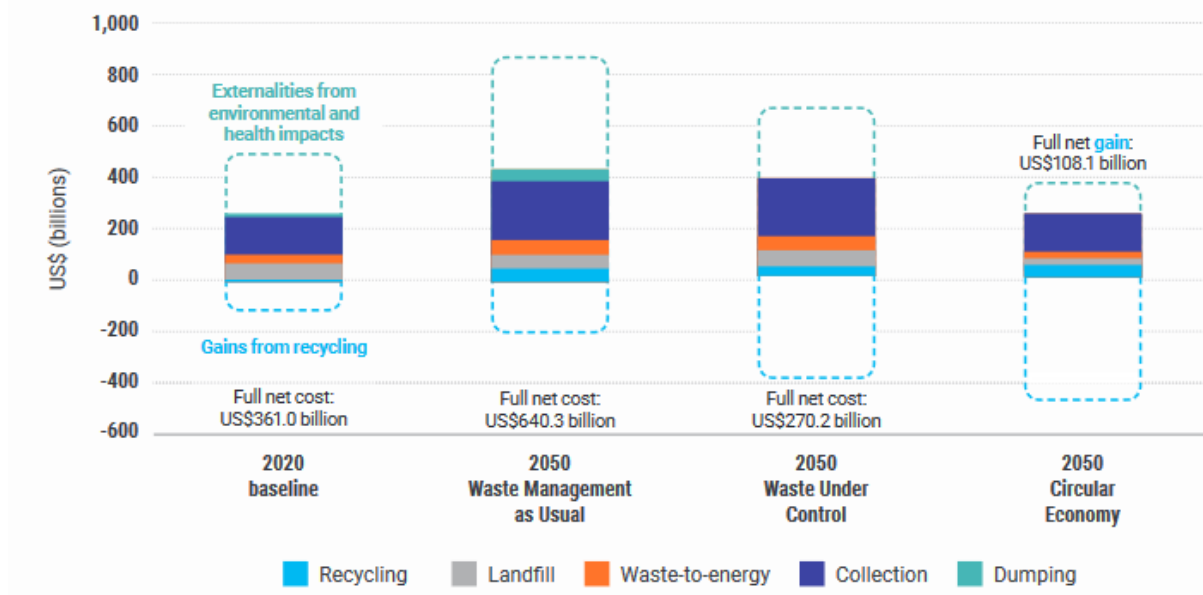 1,000
800
600
400
200
0
-200
-400
-600
US$ (billions)
Externalities from
environmental and
health impacts
Gains from recycling
Full net cost:
US$361.0 billion
Full net cost:
US$640.3 billion
Full net cost:
US$270.2 billion
Full net gain:
US$108.1 billion
2020
baseline
2050
Waste Management
as Usual
2050
Waste Under
Control
2050
Circular
Economy
Recycling
Landfill
Waste-to-energy
Collection
Dumping